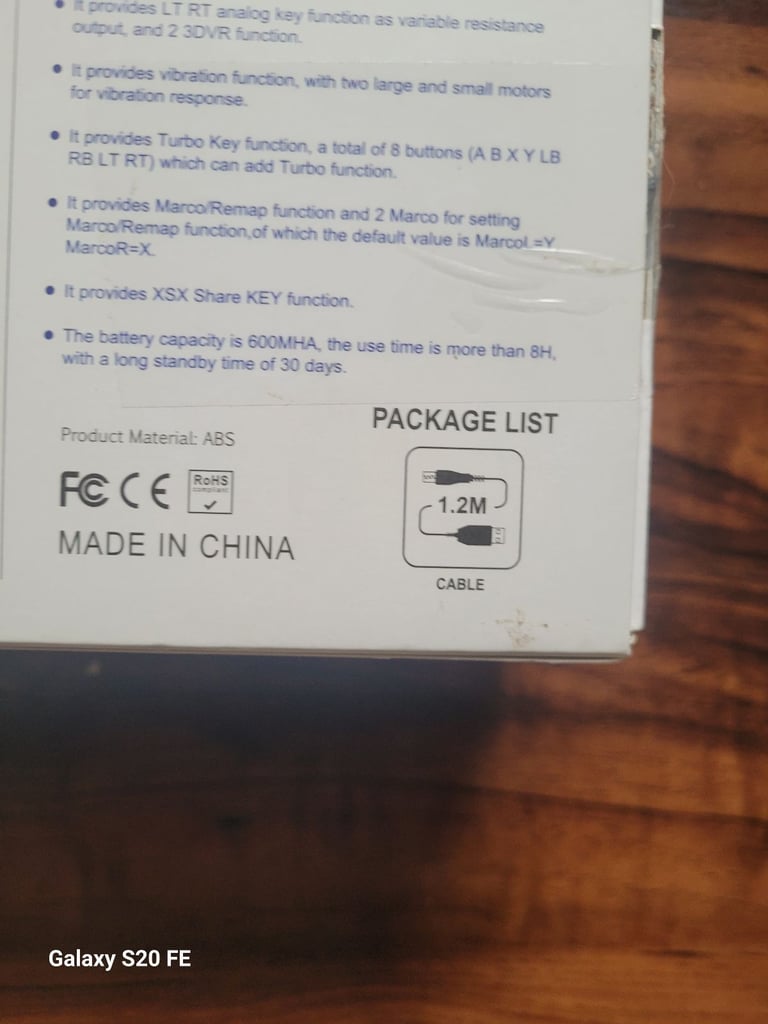 • It provides LT RT analog key function as variable resistance
output, and 2 3DVR function.
• It provides vibration function, with two large and small motors
for vibration response.
• It provides Turbo Key function, a total of 8 buttons (A B X Y LB
RB LT RT) which can add Turbo function.
• It provides Marco/Remap function and 2 Marco for setting
Marco/Remap function,of which the default value is MarcoL=Y,
MarcoR=X.
• It provides XSX Share KEY function.
• The battery capacity is 600MHA, the use time is more than 8H,
with a long standby time of 30 days.
PACKAGE LIST
Product Material: ABS
FC CE RoHS
compliant
1.2M
MADE IN CHINA
CABLE
Galaxy S20 FE